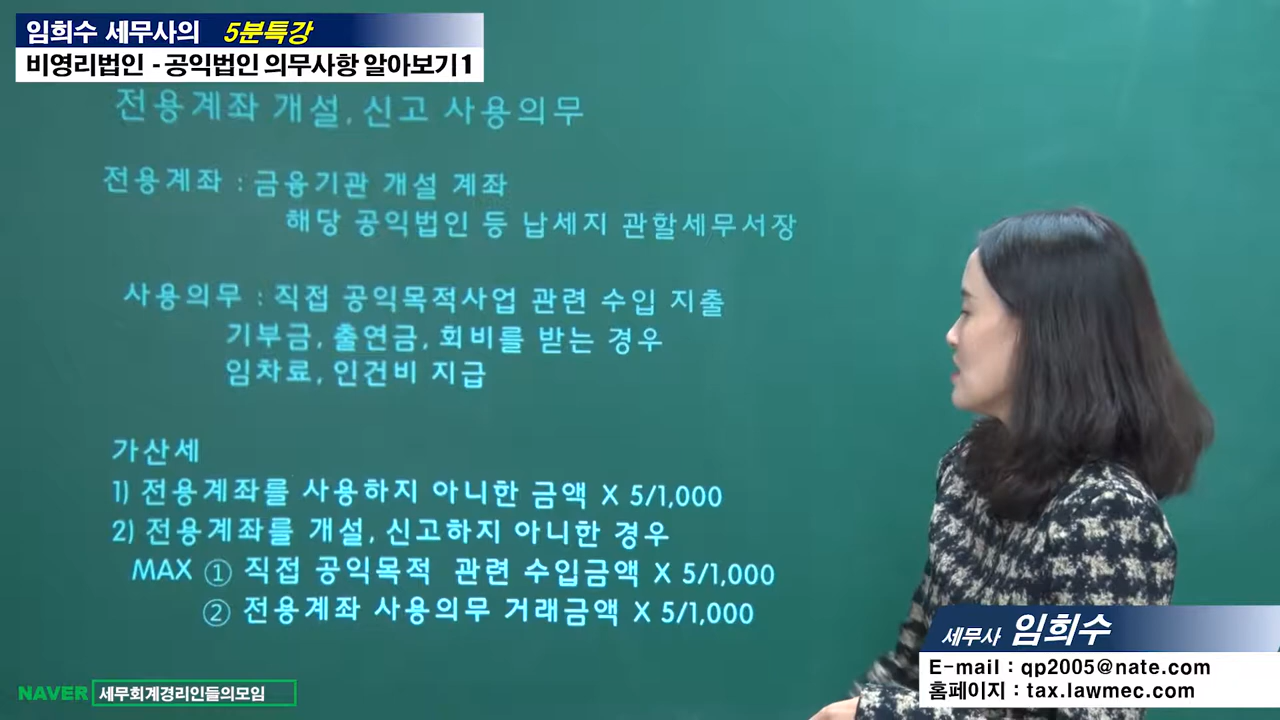 임희수 세무사의 5분특강
비영리법인 - 공익법인 의무사항 알아보기1
전용계좌 개설, 신고 사용의무
전용계좌 : 금융기관 개설 계좌
해당 공익법인 등 납세지 관할세무서장
사용의무 : 직접 공익목적사업 관련 수입 지출
기부금, 출연금, 회비를 받는 경우
임차료, 인건비 지급
가산세
1) 전용계좌를 사용하지 아니한 금액 X 5/1,000
2) 전용계좌를 개설, 신고하지 아니한 경우
MAX ① 직접 공익목적 관련 수입금액 X 5/1,000
② 전용계좌 사용의무 거래금액 X 5/1,000
세무사 임희수
E-mail : qp2005@nate.com
홈페이지 : tax.lawmec.com
NAVER 세무회계경리인들의모임